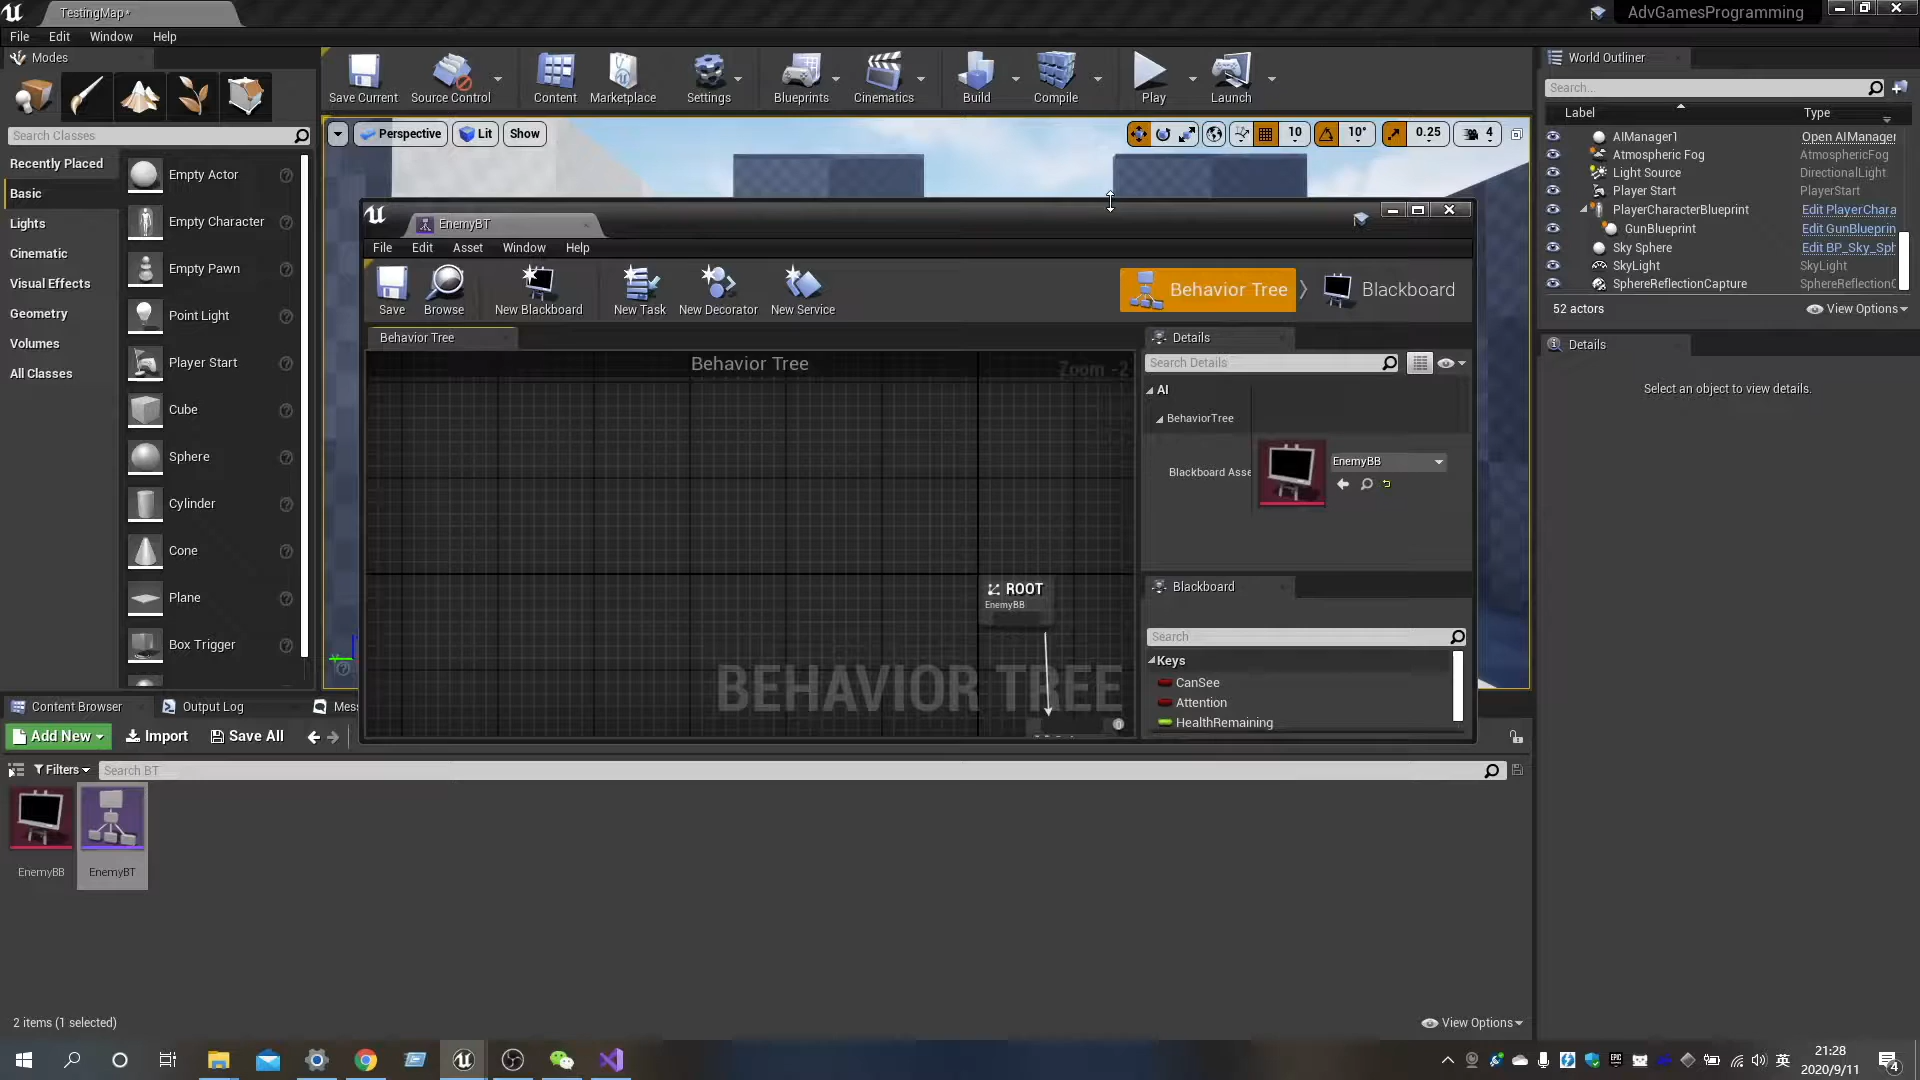 TestingMap*
AdvGamesProgramming
File Edit Window Help
Modes
Save Current
Source Control
Content
Marketplace
Settings
Blueprints
Cinematics
Build
Compile
Play
Launch
World Outliner
Search...
Label Type
AIManager1 Open AIManager
Atmospheric Fog AtmosphericFog
Light Source DirectionalLight
Player Start PlayerStart
PlayerCharacterBlueprint Edit PlayerChara
GunBlueprint Edit GunBlueprin
Sky Sphere Edit BP_Sky_Sph
SkyLight SkyLight
SphereReflectionCapture SphereReflectionC
52 actors
View Options
Details
Select an object to view details.
Search Classes
Recently Placed
Basic
Lights
Cinematic
Visual Effects
Geometry
Volumes
All Classes
Empty Actor
Empty Character
Empty Pawn
Point Light
Player Start
Cube
Sphere
Cylinder
Cone
Plane
Box Trigger
Perspective
Lit
Show
10
10°
0.25
4
EnemyBT
File Edit Asset Window Help
Save
Browse
New Blackboard
New Task
New Decorator
New Service
Behavior Tree
Blackboard
Behavior Tree
Behavior Tree
Zoom -2
ROOT
EnemyBB
BEHAVIOR TREE
0
Details
Search Details
AI
BehaviorTree
Blackboard Asse
EnemyBB
Blackboard
Search
Keys
CanSee
Attention
HealthRemaining
Content Browser
Output Log
Mes
Add New
Import
Save All
Filters
Search BT
EnemyBB
EnemyBT
2 items (1 selected)
View Options
英
21:28
2020/9/11
4